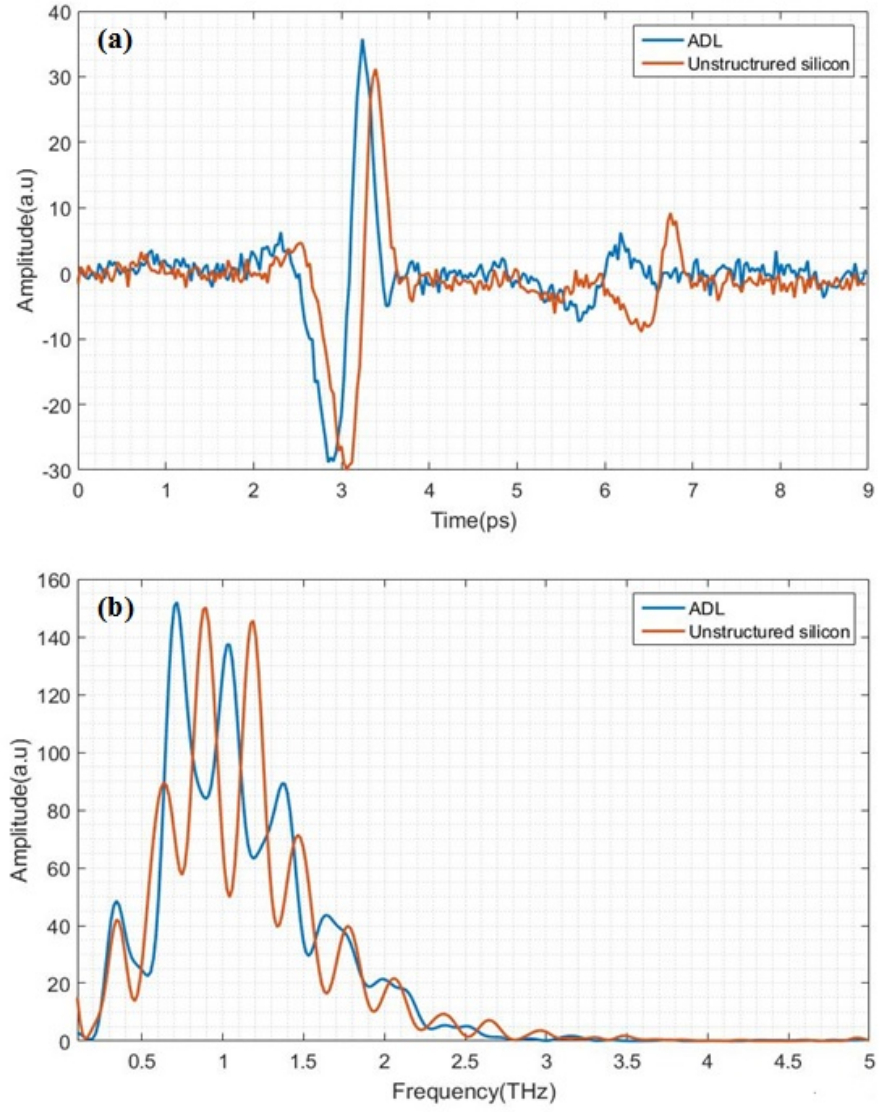 (a)
ADL
Unstructrured silicon
40
30
20
10
0
-10
-20
-30
Amplitude(a.u)
0 1 2 3 4 5 6 7 8 9
Time(ps)
(b)
ADL
Unstructured silicon
160
140
120
100
80
60
40
20
0
Amplitude(a.u)
0.5 1 1.5 2 2.5 3 3.5 4 4.5 5
Frequency(THz)